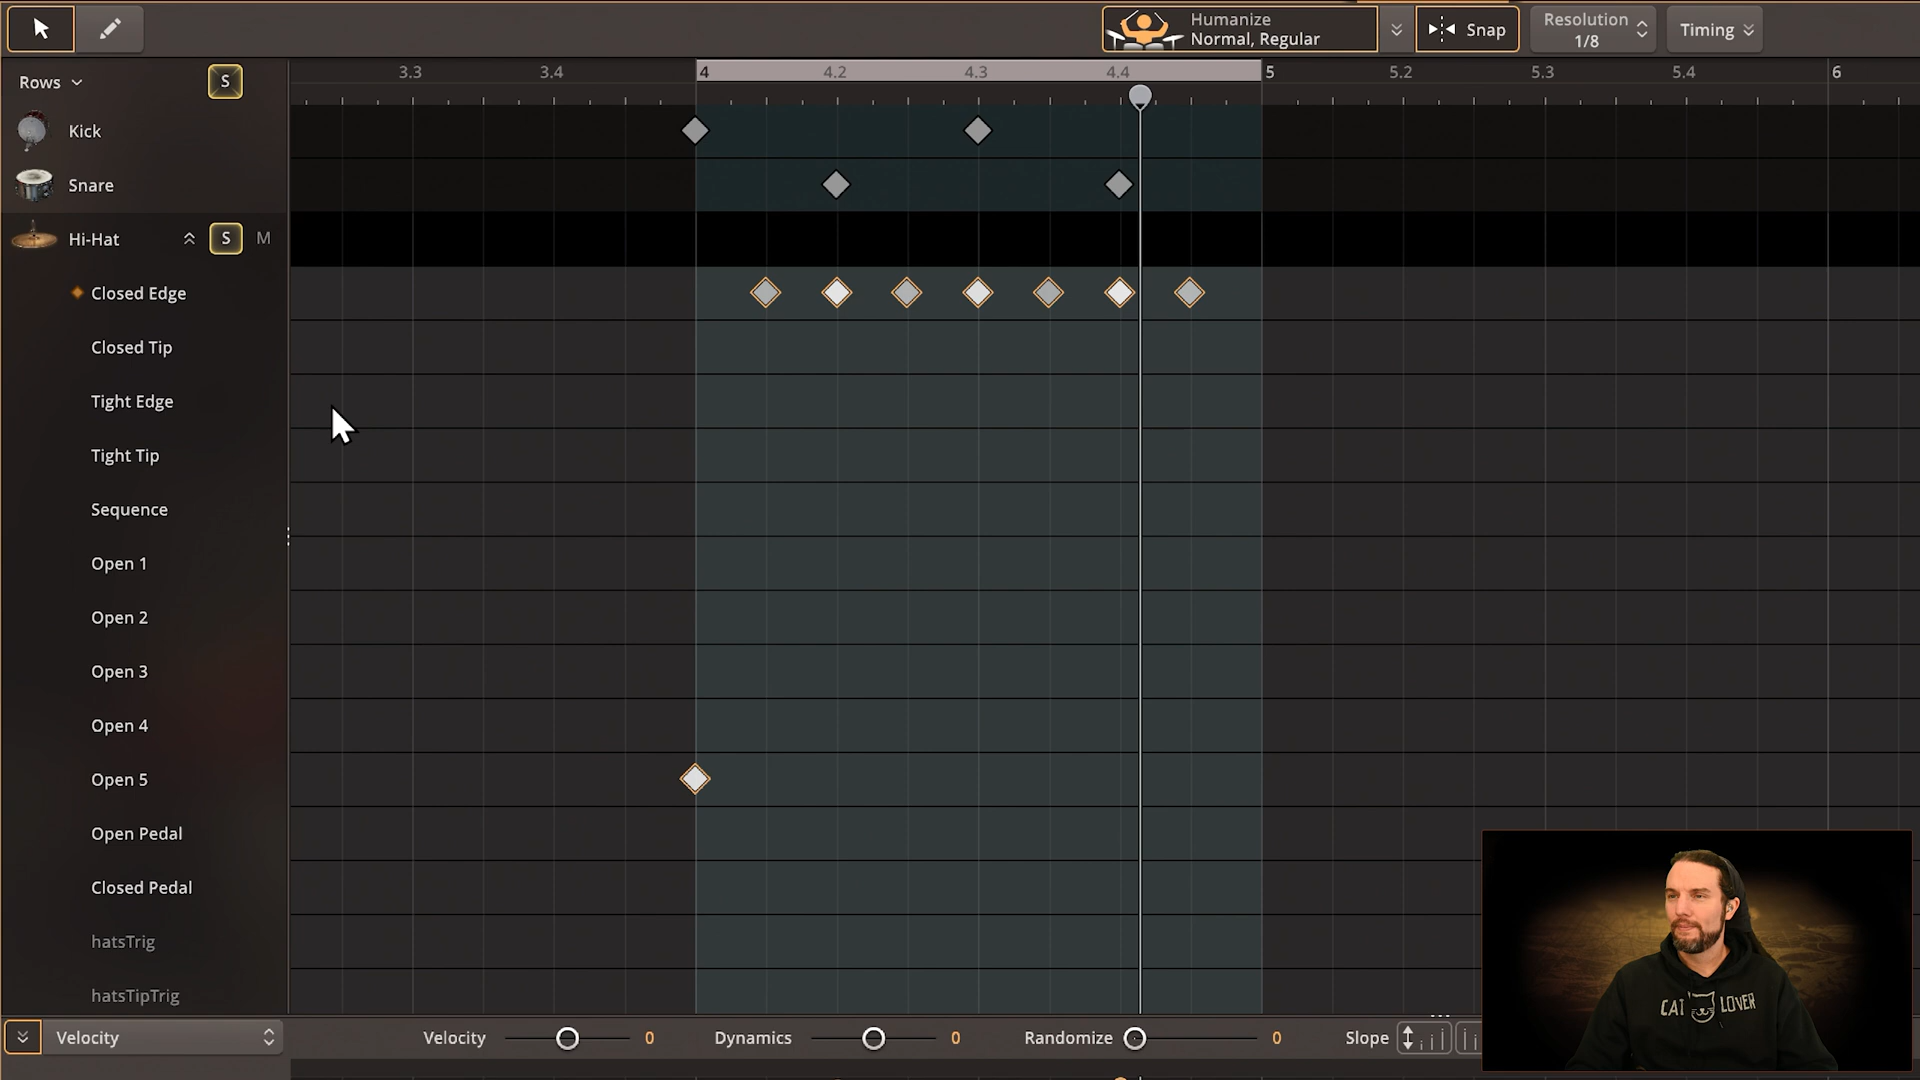 Humanize
Normal, Regular
Snap
Resolution
1/8
Timing
Rows
S
3.3
3.4
4
4.2
4.3
4.4
5
5.2
5.3
5.4
6
Kick
Snare
Hi-Hat
S
M
Closed Edge
Closed Tip
Tight Edge
Tight Tip
Sequence
Open 1
Open 2
Open 3
Open 4
Open 5
Open Pedal
Closed Pedal
hatsTrig
hatsTipTrig
CAT LOVER
Velocity
Velocity
0
Dynamics
0
Randomize
0
Slope